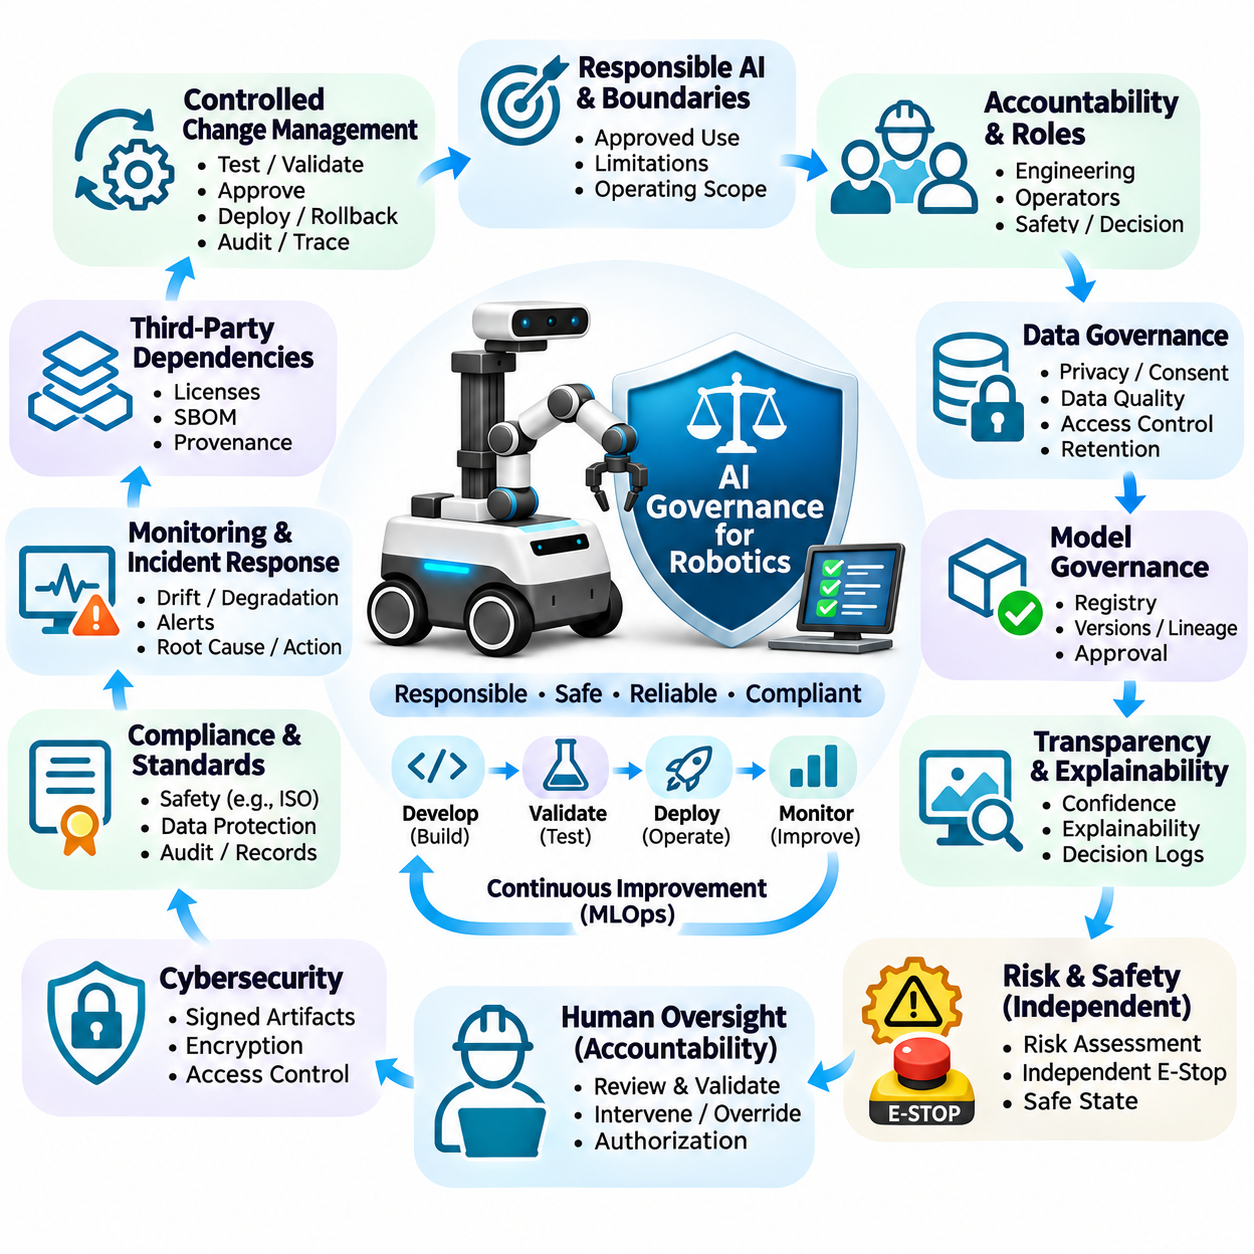 Responsible AI
& Boundaries
• Approved Use
• Limitations
• Operating Scope
Accountability
& Roles
• Engineering
• Operators
• Safety / Decision
Data Governance
• Privacy / Consent
• Data Quality
• Access Control
• Retention
Model
Governance
• Registry
• Versions / Lineage
• Approval
Transparency
& Explainability
• Confidence
• Explainability
• Decision Logs
Risk & Safety
(Independent)
• Risk Assessment
• Independent E-Stop
• Safe State
E-STOP
Human Oversight
(Accountability)
• Review & Validate
• Intervene / Override
• Authorization
Cybersecurity
• Signed Artifacts
• Encryption
• Access Control
Compliance &
Standards
• Safety (e.g., ISO)
• Data Protection
• Audit / Records
Monitoring &
Incident Response
• Drift / Degradation
• Alerts
• Root Cause / Action
Third-Party
Dependencies
• Licenses
• SBOM
• Provenance
Controlled
Change Management
• Test / Validate
• Approve
• Deploy / Rollback
• Audit / Trace
AI
Governance
for
Robotics
Responsible • Safe • Reliable • Compliant
Develop
(Build)
Validate
(Test)
Deploy
(Operate)
Monitor
(Improve)
Continuous Improvement
(MLOps)